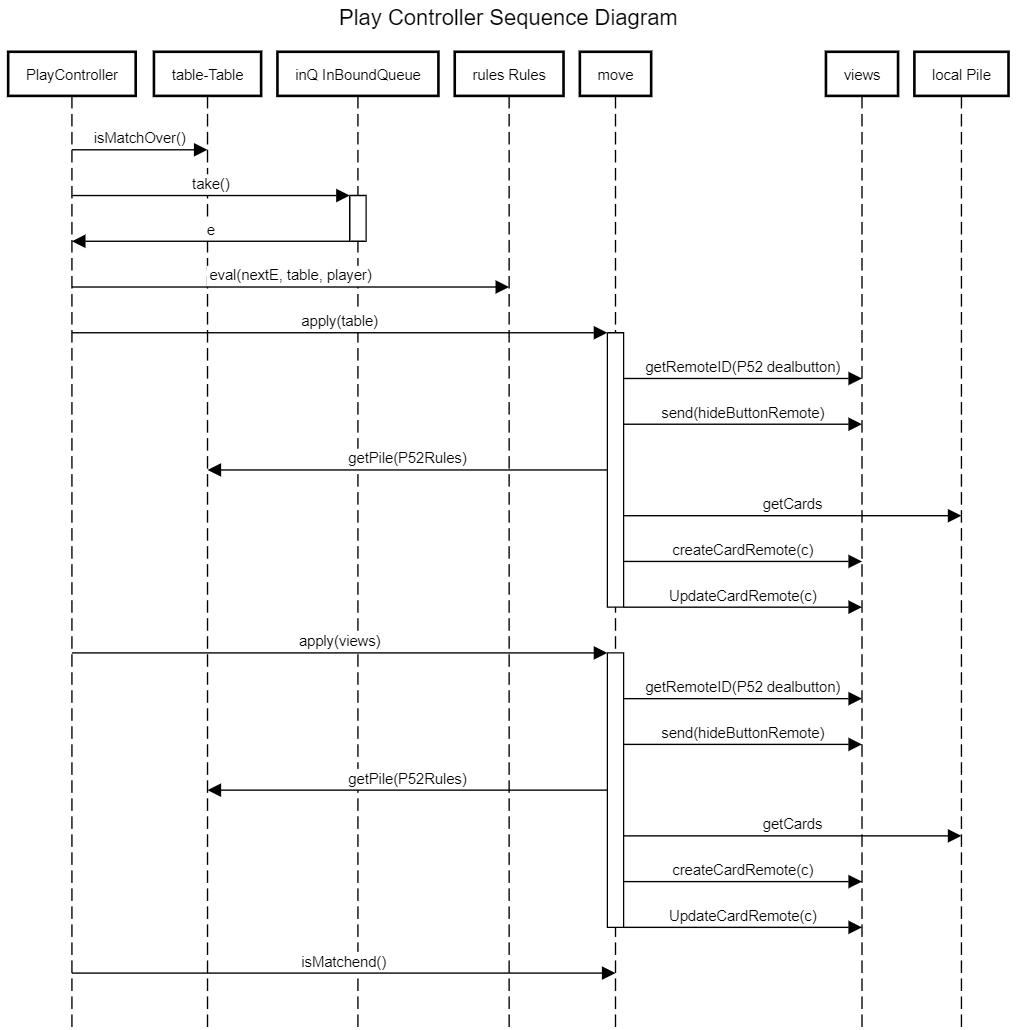 Play Controller Sequence Diagram
PlayController
table-Table
inQ InBoundQueue
rules Rules
move
views
local Pile
isMatchOver()
take()
e
eval(nextE, table, player)
apply(table)
getRemoteID(P52 dealbutton)
send(hideButtonRemote)
getPile(P52Rules)
getCards
createCardRemote(c)
UpdateCardRemote(c)
apply(views)
getRemoteID(P52 dealbutton)
send(hideButtonRemote)
getPile(P52Rules)
getCards
createCardRemote(c)
UpdateCardRemote(c)
isMatchend()